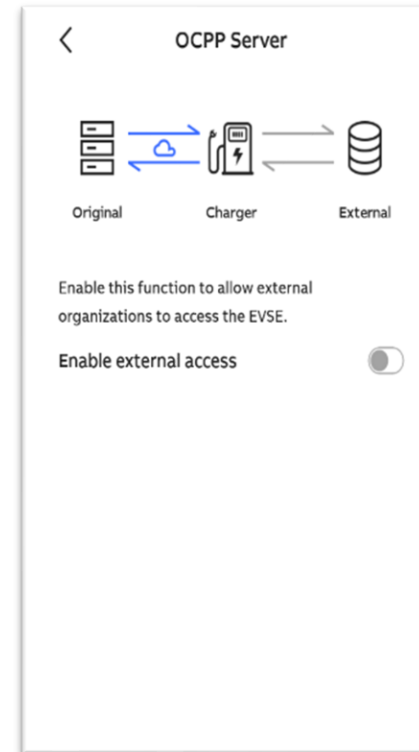 OCPP Server
Original
Charger
External
Enable this function to allow external
organizations to access the EVSE.
Enable external access